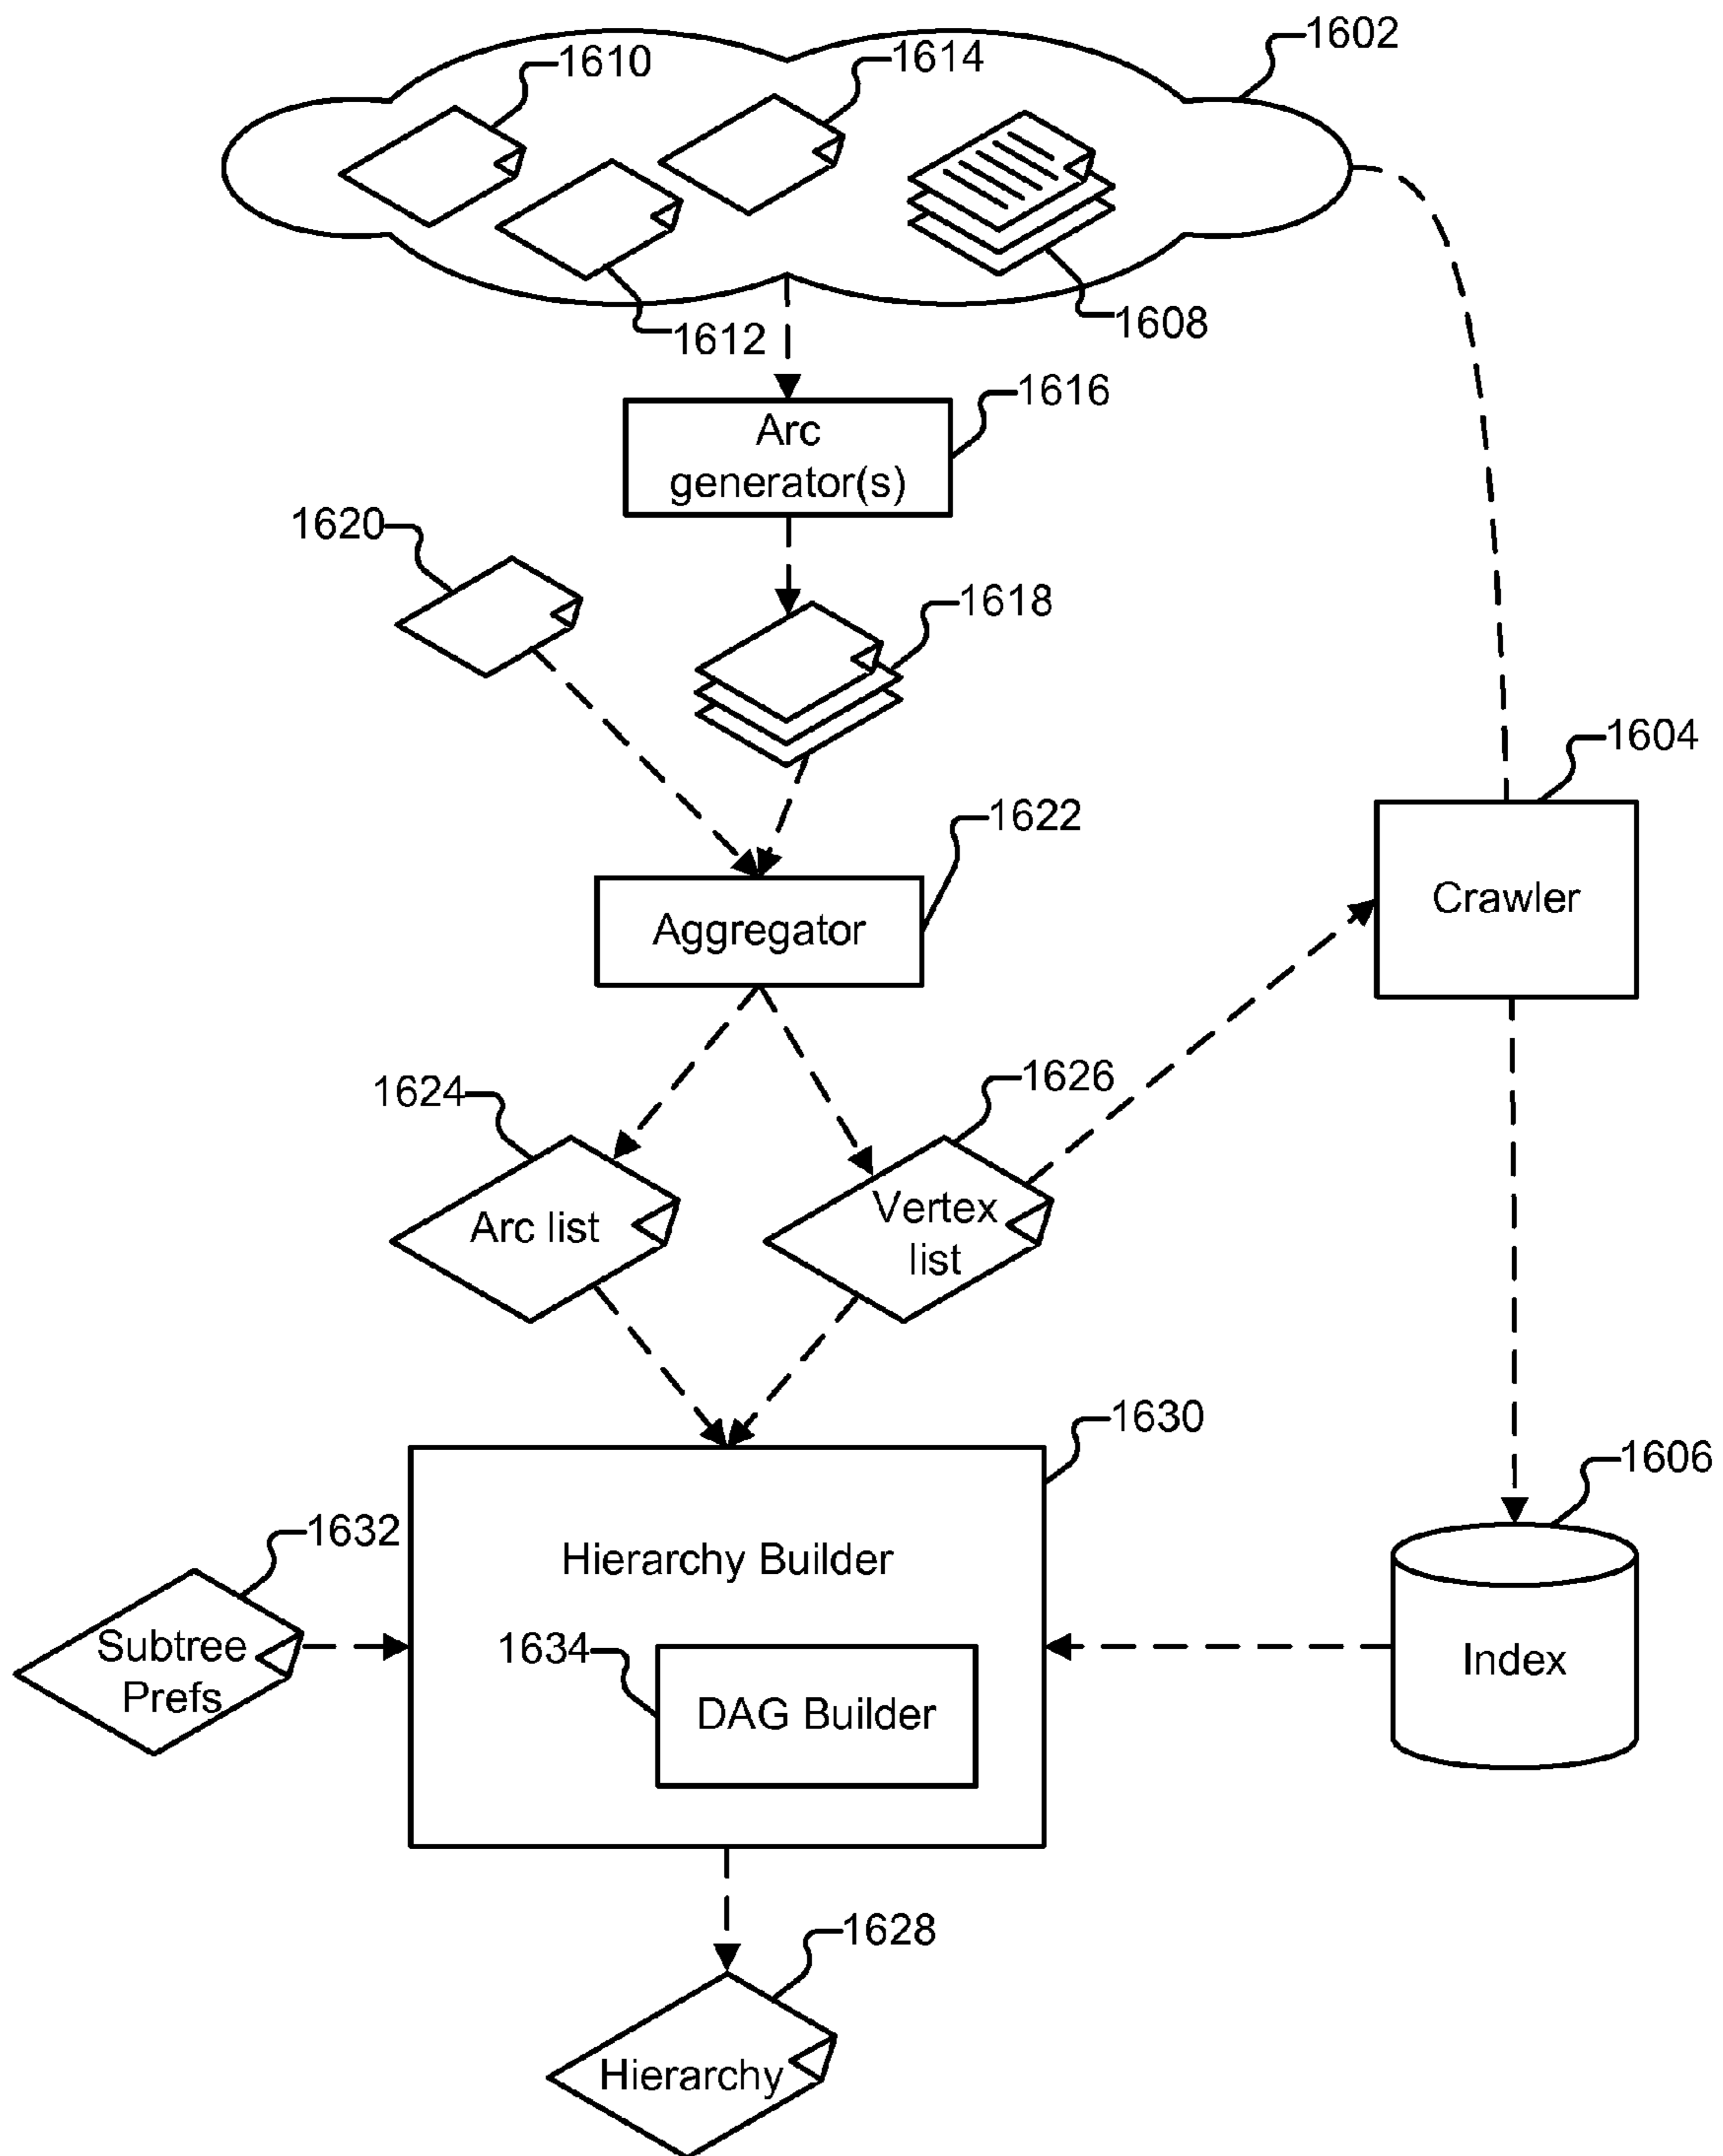 1602
1610
1614
1612
1608
1616
Arc
generator(s)
1620
1618
1604
1622
Crawler
Aggregator
1624
1626
Arc list
Vertex
list
1630
1606
1632
Hierarchy Builder
Subtree
Prefs
1634
DAG Builder
Index
1628
Hierarchy